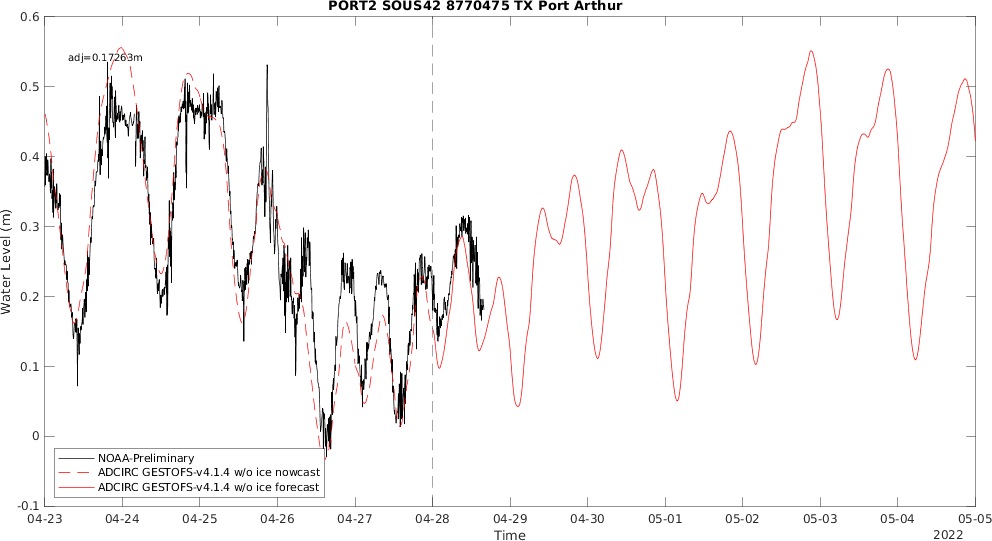 PORT2 SOUS42 8770475 TX Port Arthur
0.6
adj=0.17263m
0.5
0.4
0.3
0.2
0.1
0
-0.1
Water Level (m)
NOAA-Preliminary
ADCIRC GESTOFS-v4.1.4 w/o ice nowcast
ADCIRC GESTOFS-v4.1.4 w/o ice forecast
04-23 04-24 04-25 04-26 04-27 04-28 04-29 04-30 05-01 05-02 05-03 05-04 05-05
Time
2022